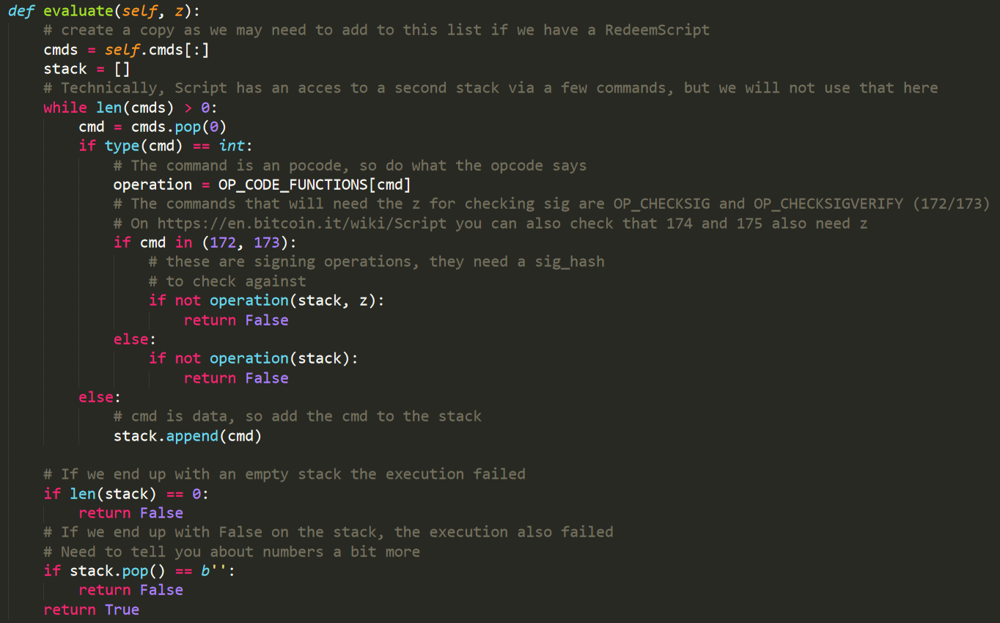 def evaluate(self, z):
    # create a copy as we may need to add to this list if we have a RedeemScript
    cmds = self.cmds[:]
    stack = []
    # Technically, Script has an acces to a second stack via a few commands, but we will not use that here
    while len(cmds) > 0:
        cmd = cmds.pop(0)
        if type(cmd) == int:
            # The command is an pocode, so do what the opcode says
            operation = OP_CODE_FUNCTIONS[cmd]
            # The commands that will need the z for checking sig are OP_CHECKSIG and OP_CHECKSIGVERIFY (172/173)
            # On https://en.bitcoin.it/wiki/Script you can also check that 174 and 175 also need z
            if cmd in (172, 173):
                # these are signing operations, they need a sig_hash
                # to check against
                if not operation(stack, z):
                    return False
            else:
                if not operation(stack):
                    return False
        else:
            # cmd is data, so add the cmd to the stack
            stack.append(cmd)

    # If we end up with an empty stack the execution failed
    if len(stack) == 0:
        return False
    # If we end up with False on the stack, the execution also failed
    # Need to tell you about numbers a bit more
    if stack.pop() == b'':
        return False
    return True